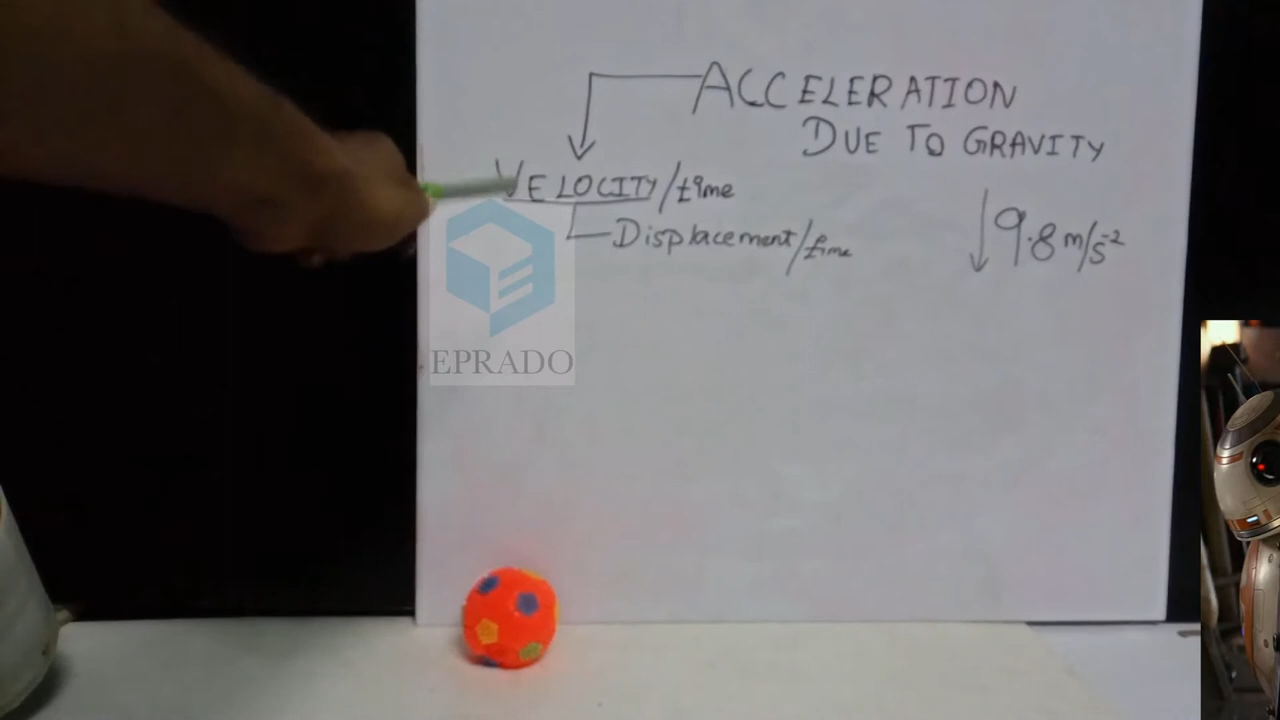 ACCELERATION
DUE TO GRAVITY
VELOCITY/time
Displacement/time
9.8 m/s⁻²
EPRADO